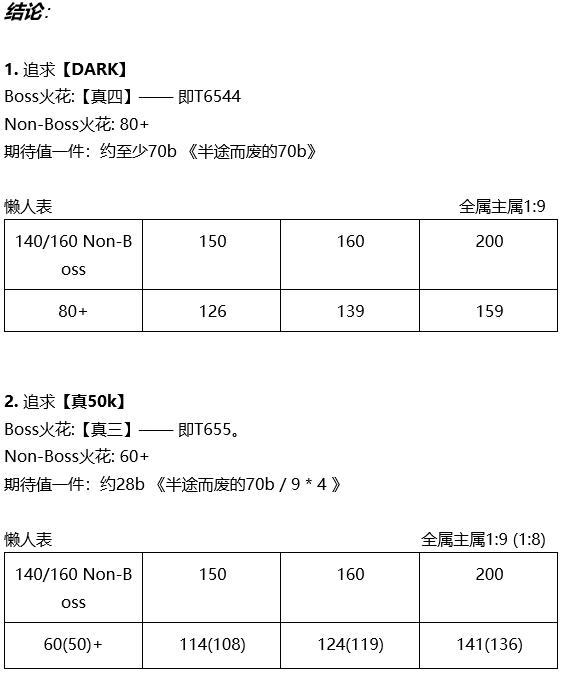 结论：
1. 追求【DARK】
Boss火花:【真四】—— 即T6544
Non-Boss火花: 80+
期待值一件：约至少70b 《半途而废的70b》
懒人表 全属主属1:9
140/160 Non-B 150 160 200
oss
80+ 126 139 159
2. 追求【真50k】
Boss火花:【真三】—— 即T655。
Non-Boss火花: 60+
期待值一件：约28b 《半途而废的70b / 9 * 4 》
懒人表 全属主属1:9 (1:8)
140/160 Non-B 150 160 200
oss
60(50)+ 114(108) 124(119) 141(136)